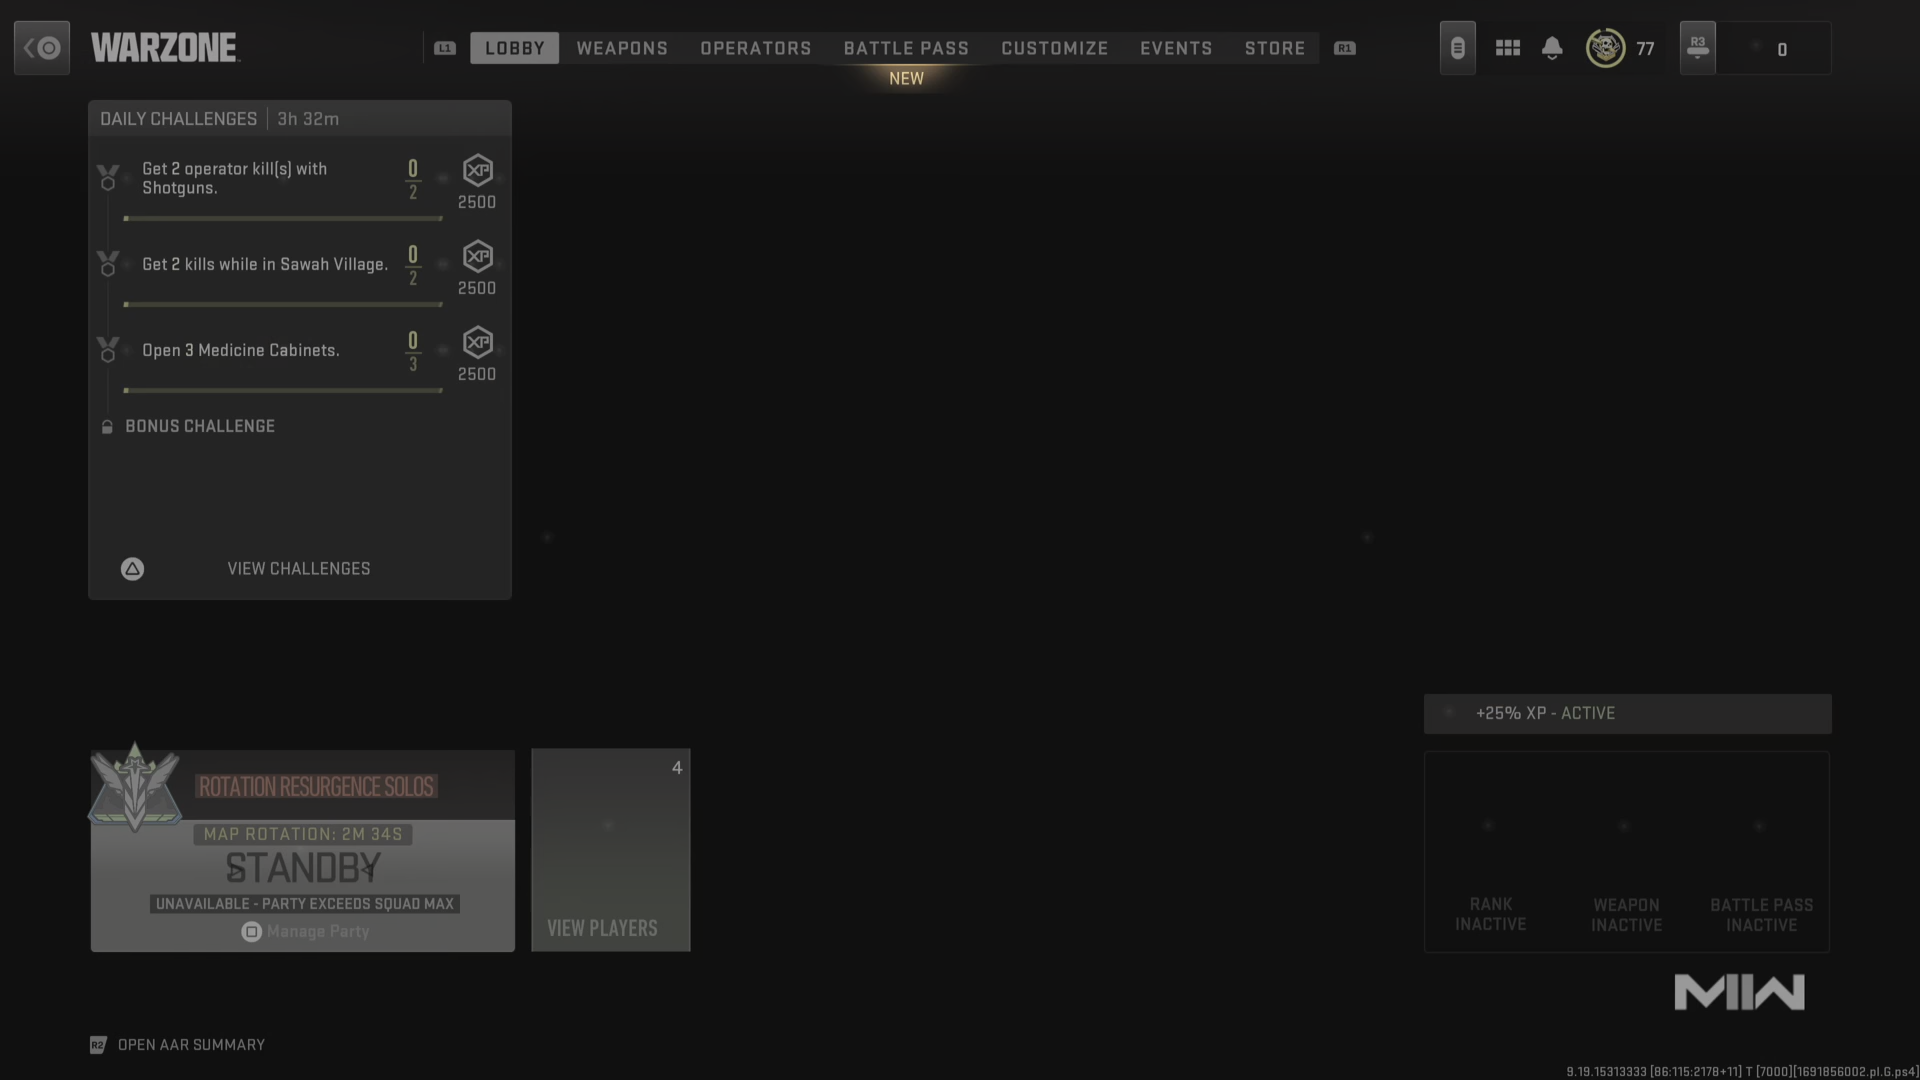 WARZONE
L1 LOBBY WEAPONS OPERATORS BATTLE PASS CUSTOMIZE EVENTS STORE R1
NEW
77
R3
0
DAILY CHALLENGES 3h 32m
Get 2 operator kill(s) with
Shotguns.
0
2
XP
2500
Get 2 kills while in Sawah Village.
0
2
XP
2500
Open 3 Medicine Cabinets.
0
3
XP
2500
BONUS CHALLENGE
VIEW CHALLENGES
+25% XP - ACTIVE
ROTATION RESURGENCE SOLOS
MAP ROTATION: 2M 34S
STANDBY
UNAVAILABLE - PARTY EXCEEDS SQUAD MAX
Manage Party
4
VIEW PLAYERS
RANK
INACTIVE
WEAPON
INACTIVE
BATTLE PASS
INACTIVE
MW
R2 OPEN AAR SUMMARY
9.19.15313333 [86:115:2178+11] T [7000][1691856002.pl.G.ps4]